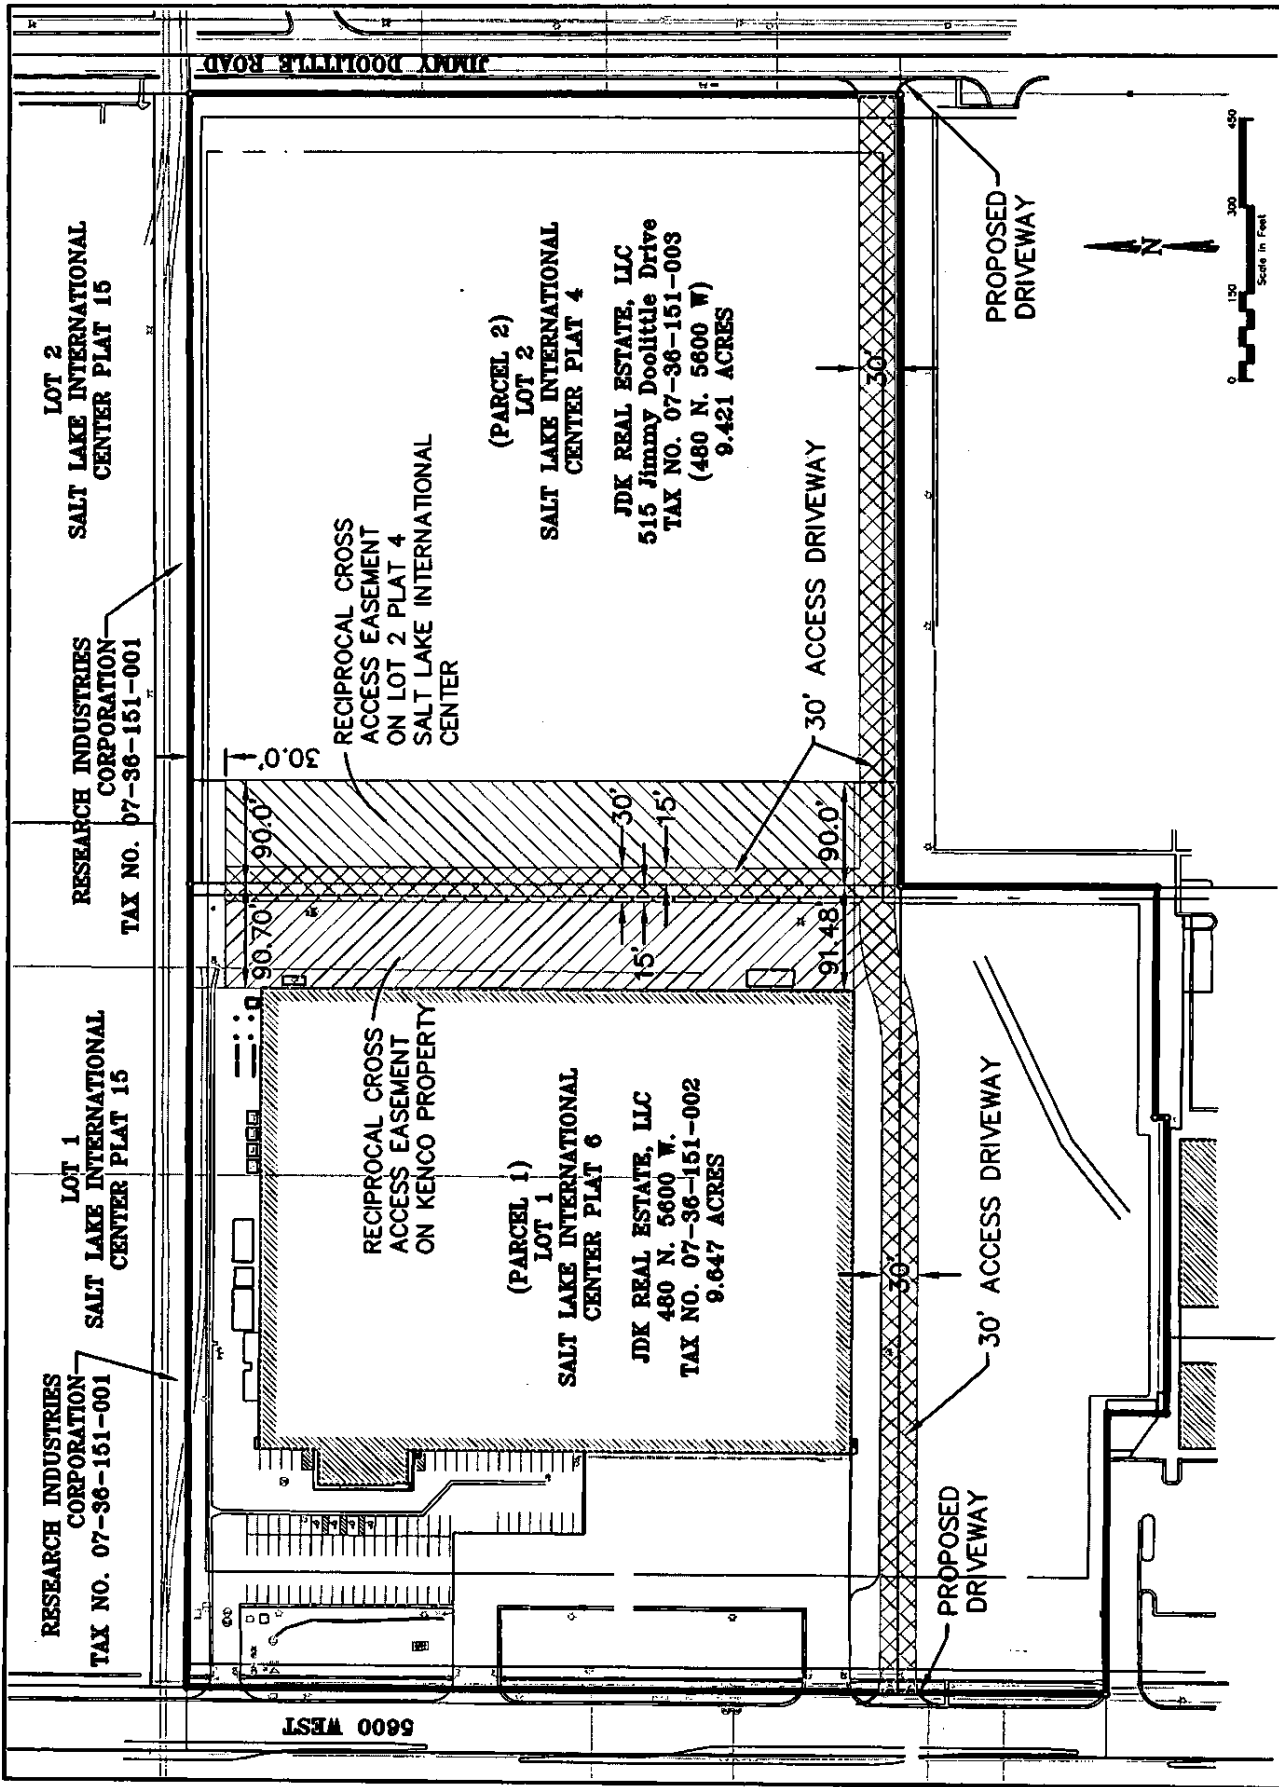 RESEARCH INDUSTRIES
CORPORATION
TAX NO. 07-36-151-001
LOT 1
SALT LAKE INTERNATIONAL
CENTER PLAT 15
RESEARCH INDUSTRIES
CORPORATION
TAX NO. 07-36-151-001
LOT 2
SALT LAKE INTERNATIONAL
CENTER PLAT 15
5600 WEST
JIMMY DOOLITTLE ROAD
RECIPROCAL CROSS
ACCESS EASEMENT
ON KENCO PROPERTY
90.70'
90.0'
30.0'
RECIPROCAL CROSS
ACCESS EASEMENT
ON LOT 2 PLAT 4
SALT LAKE INTERNATIONAL
CENTER
(PARCEL 1)
LOT 1
SALT LAKE INTERNATIONAL
CENTER PLAT 6
JDK REAL ESTATE, LLC
480 N. 5600 W.
TAX NO. 07-36-151-002
9.647 ACRES
(PARCEL 2)
LOT 2
SALT LAKE INTERNATIONAL
CENTER PLAT 4
JDK REAL ESTATE, LLC
515 Jimmy Doolittle Drive
TAX NO. 07-36-151-003
(480 N. 5600 W)
9.421 ACRES
30'
15'
15'
91.48'
90.0'
30' ACCESS DRIVEWAY
30'
30'
PROPOSED
DRIVEWAY
30' ACCESS DRIVEWAY
PROPOSED
DRIVEWAY
N
0
150
300
450
Scale in Feet